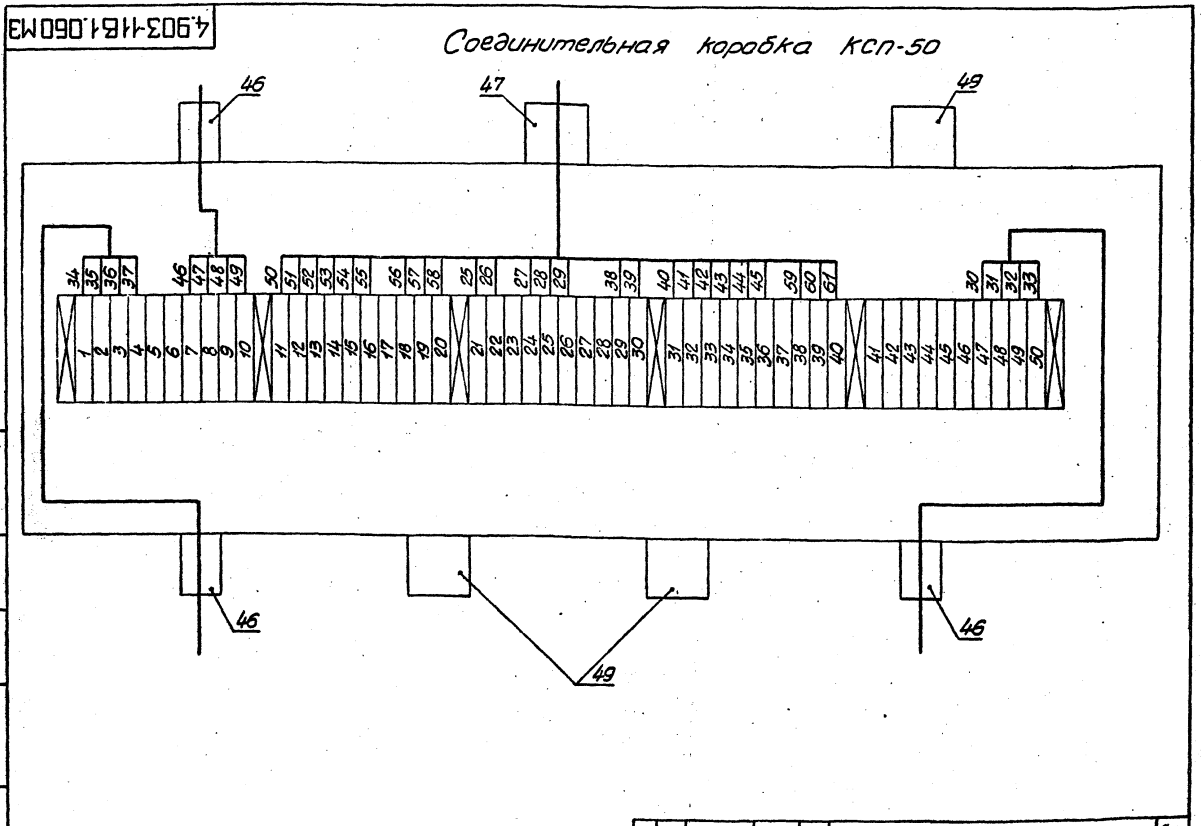 4.903-11В1.060МЗ
Соединительная коробка КСП-50
46 47 49
34 35 36 37 46 47 48 49 50 51 52 53 54 55 56 57 58 25 26 27 28 29 38 39 40 41 42 43 44 45 59 60 61 30 31 32 33
1 2 3 4 5 6 7 8 9 10 11 12 13 14 15 16 17 18 19 20 21 22 23 24 25 26 27 28 29 30 31 32 33 34 35 36 37 38 39 40 41 42 43 44 45 46 47 48 49 50
46 46
49